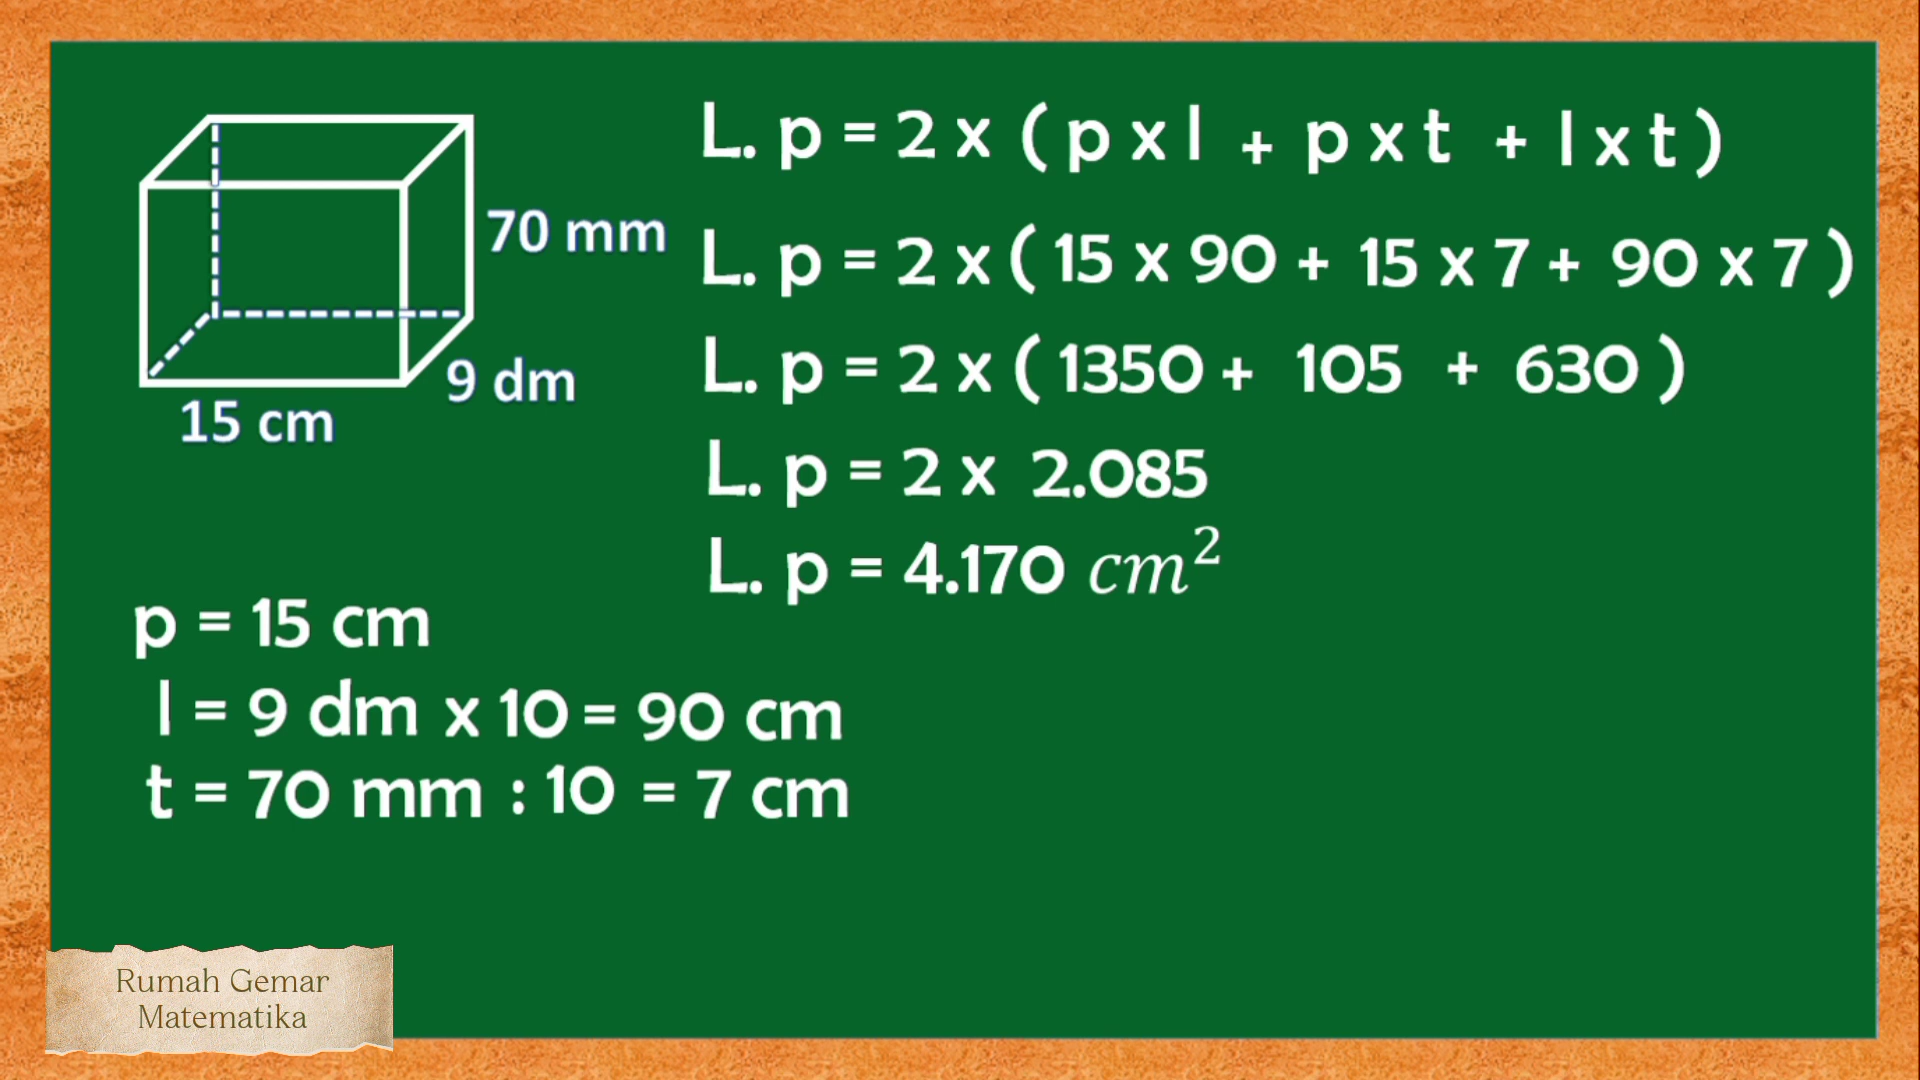 70 mm
9 dm
15 cm
L. p = 2 x ( p x l + p x t + l x t )
L. p = 2 x ( 15 x 90 + 15 x 7 + 90 x 7 )
L. p = 2 x ( 1350 + 105 + 630 )
L. p = 2 x 2.085
L. p = 4.170 cm²
p = 15 cm
l = 9 dm x 10 = 90 cm
t = 70 mm : 10 = 7 cm
Rumah Gemar
Matematika